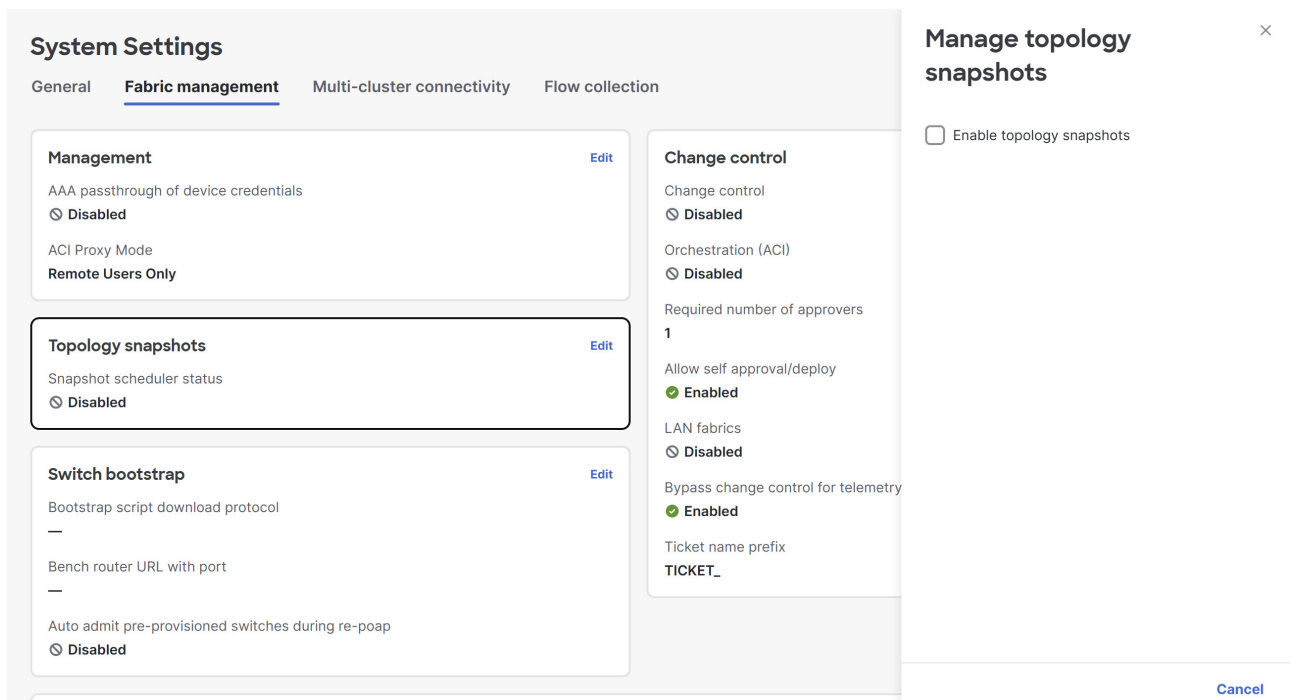 System Settings
General
Fabric management
Multi-cluster connectivity
Flow collection
Management
Edit
AAA passthrough of device credentials
Disabled
ACI Proxy Mode
Remote Users Only
Topology snapshots
Edit
Snapshot scheduler status
Disabled
Switch bootstrap
Edit
Bootstrap script download protocol
—
Bench router URL with port
—
Auto admit pre-provisioned switches during re-poap
Disabled
Change control
Change control
Disabled
Orchestration (ACI)
Disabled
Required number of approvers
1
Allow self approval/deploy
Enabled
LAN fabrics
Disabled
Bypass change control for telemetry
Enabled
Ticket name prefix
TICKET_
Manage topology
snapshots
Enable topology snapshots
Cancel